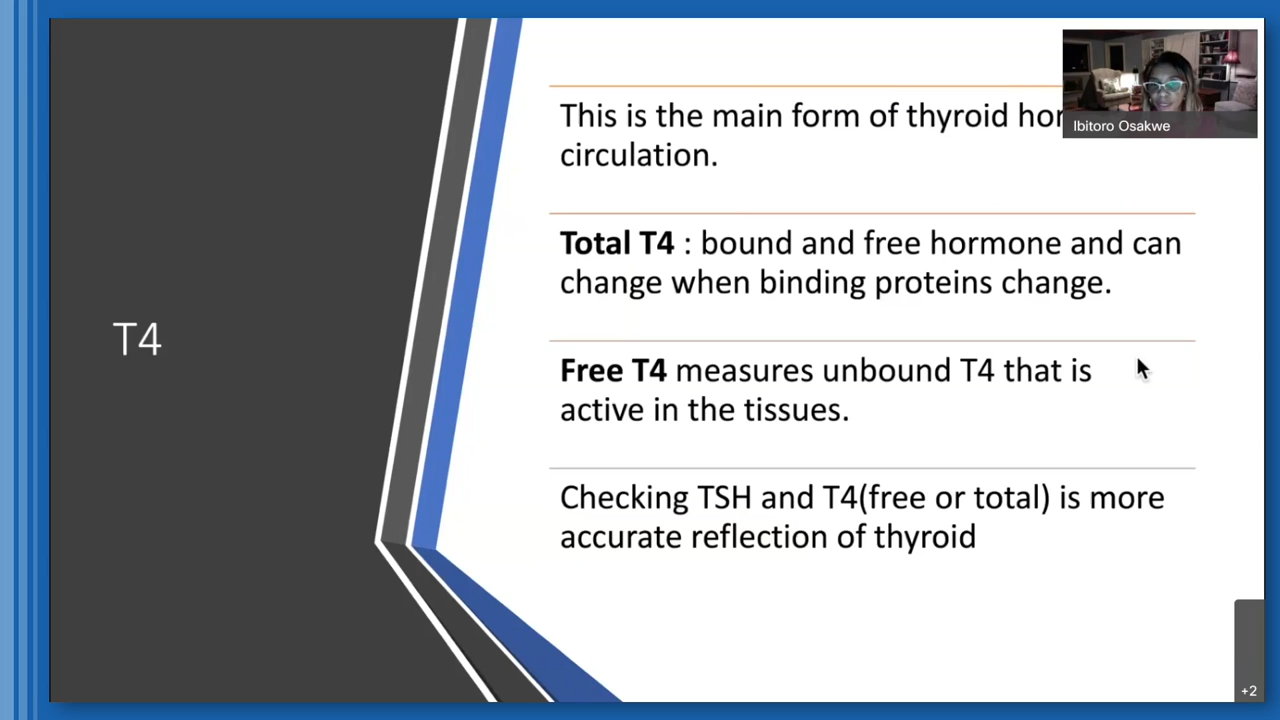 T4
This is the main form of thyroid
circulation.
Total T4 : bound and free hormone and can
change when binding proteins change.
Free T4 measures unbound T4 that is
active in the tissues.
Checking TSH and T4(free or total) is more
accurate reflection of thyroid
Ibitoro Osakwe
+2